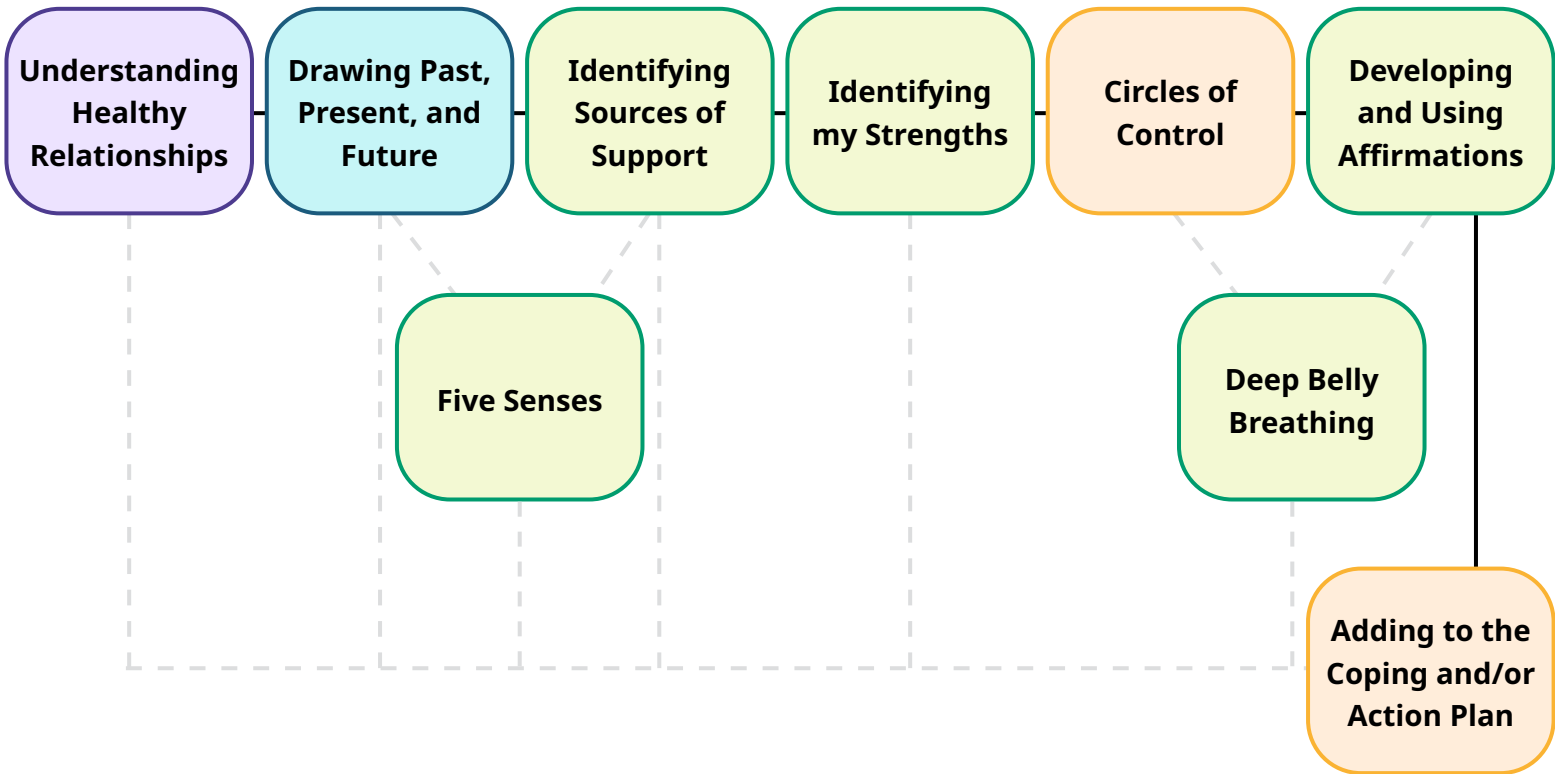 Understanding
Healthy
Relationships
Drawing Past,
Present, and
Future
Identifying
Sources of
Support
Identifying
my Strengths
Circles of
Control
Developing
and Using
Affirmations
Five Senses
Deep Belly
Breathing
Adding to the
Coping and/or
Action Plan